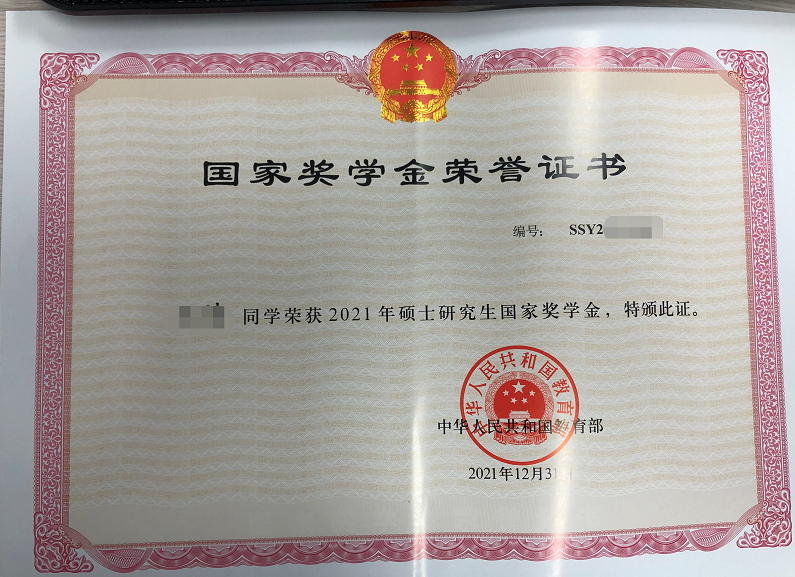 国家奖学金荣誉证书
编号： SSY2
同学荣获2021年硕士研究生国家奖学金，特颁此证。
中华人民共和国教育部
中华人民共和国 育部
2021年12月3